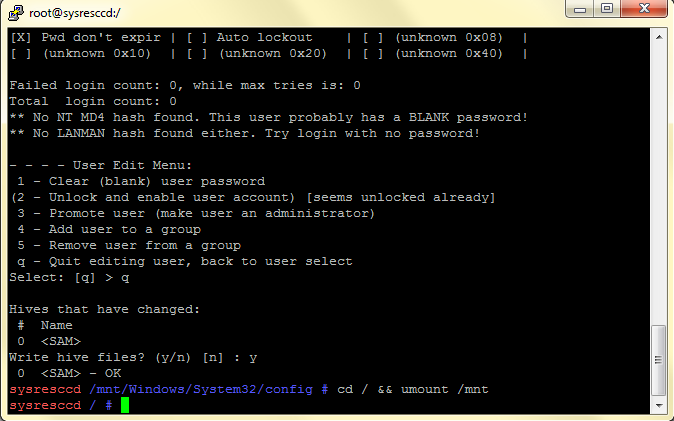 root@sysresccd:/
[X] Pwd don't expir | [ ] Auto lockout    | [ ] (unknown 0x08)  |
[ ] (unknown 0x10)  | [ ] (unknown 0x20)  | [ ] (unknown 0x40)  |
Failed login count: 0, while max tries is: 0
Total  login count: 0
** No NT MD4 hash found. This user probably has a BLANK password!
** No LANMAN hash found either. Try login with no password!
- - - - User Edit Menu:
 1 - Clear (blank) user password
(2 - Unlock and enable user account) [seems unlocked already]
 3 - Promote user (make user an administrator)
 4 - Add user to a group
 5 - Remove user from a group
 q - Quit editing user, back to user select
Select: [q] > q
Hives that have changed:
 #  Name
 0  <SAM>
Write hive files? (y/n) [n] : y
 0  <SAM> - OK
sysresccd /mnt/Windows/System32/config # cd / && umount /mnt
sysresccd / #